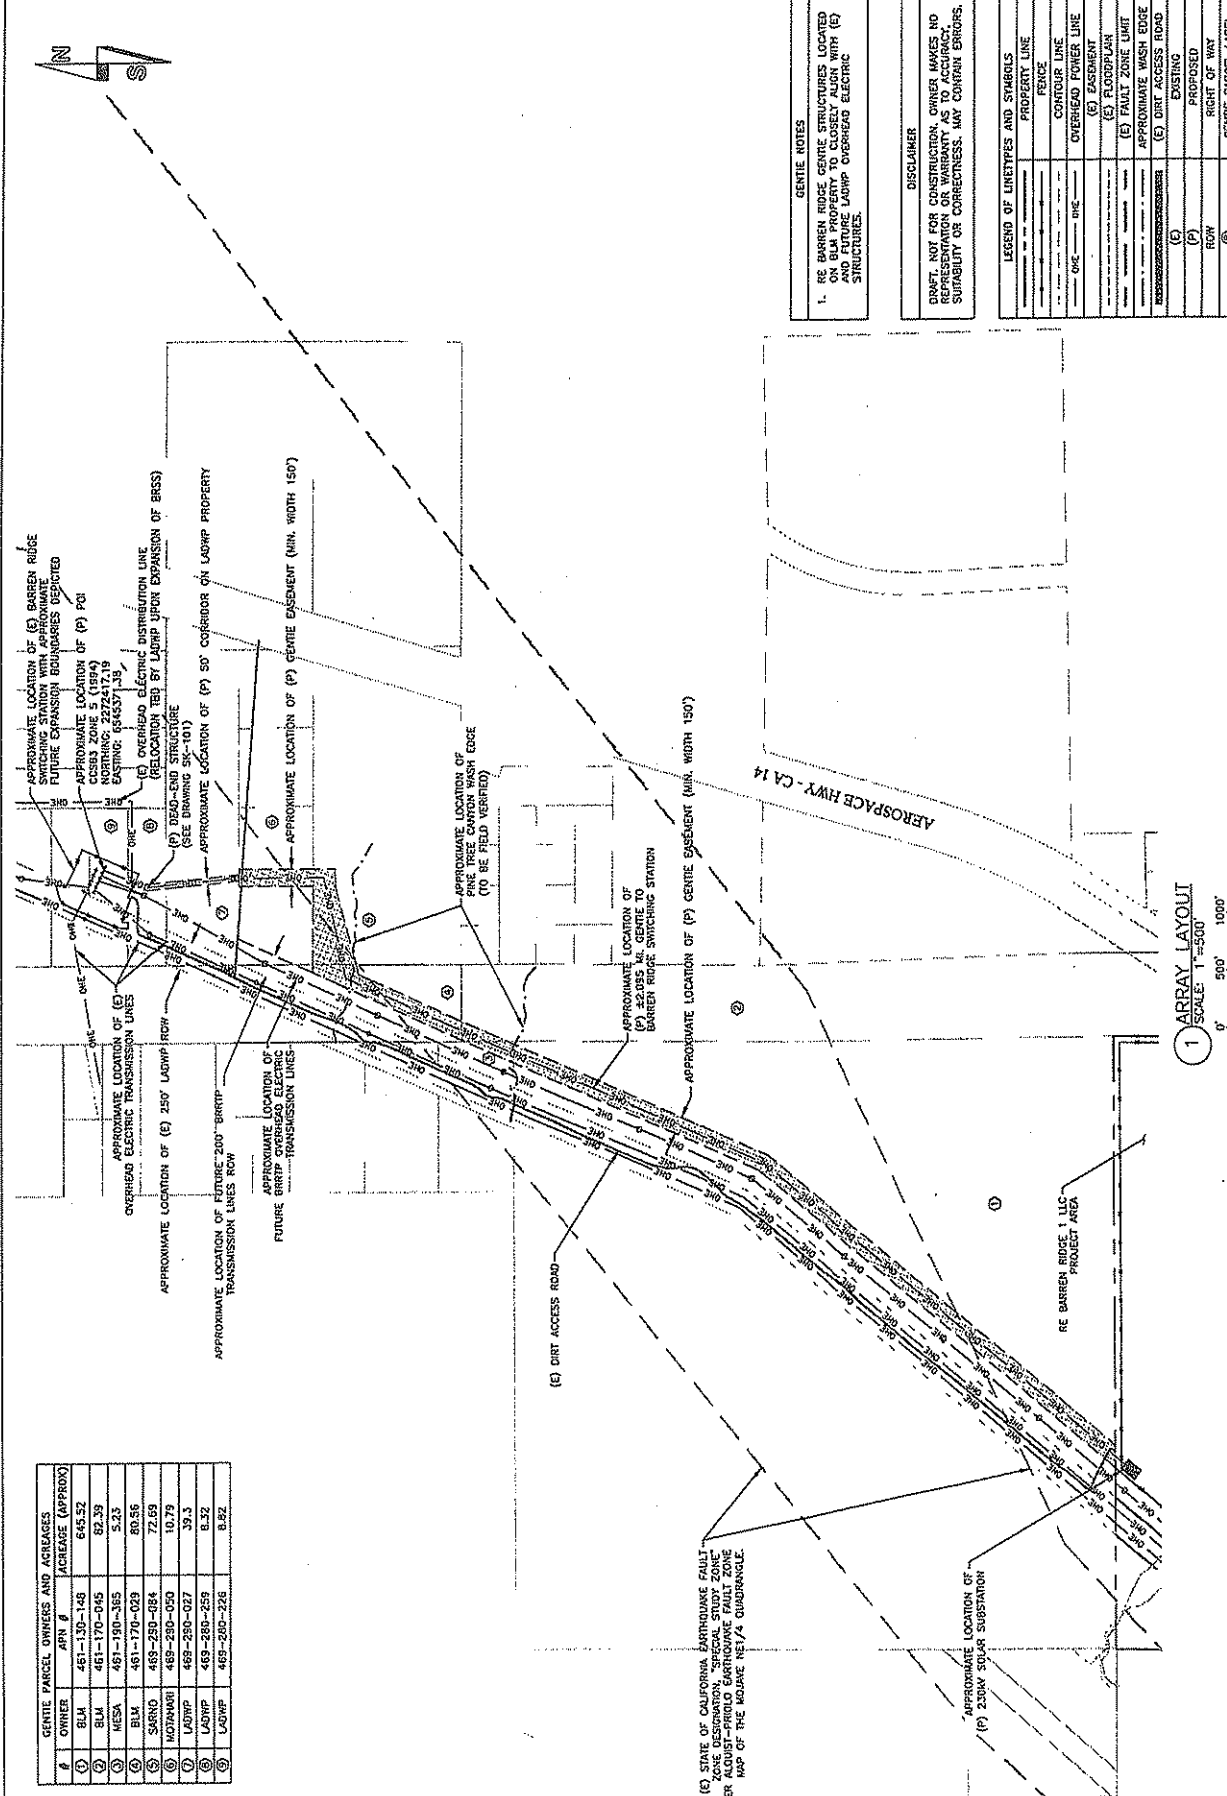 N
S
GENTIE PARCEL OWNERS AND ACREAGES
# OWNER APN # ACREAGE (APPROX)
1 BLM 461-130-148 645.52
2 BLM 461-170-045 82.39
3 MESA 461-190-365 5.23
4 BLM 461-170-029 80.56
5 SARNO 469-290-084 72.69
6 MOTAHARI 469-290-050 10.79
7 LADWP 469-290-027 39.3
8 LADWP 469-280-259 8.32
9 LADWP 469-280-226 8.82
APPROXIMATE LOCATION OF (E) BARREN RIDGE
SWITCHING STATION WITH APPROXIMATE
FUTURE EXPANSION BOUNDARIES DEPICTED
APPROXIMATE LOCATION OF (P) POI
CCS83 ZONE 5 (1994)
NORTHING: 2272417.19
EASTING: 6545371.38
(E) OVERHEAD ELECTRIC DISTRIBUTION LINE
(RELOCATION TBD BY LADWP UPON EXPANSION OF BRSS)
(P) DEAD-END STRUCTURE
(SEE DRAWING SK-101)
APPROXIMATE LOCATION OF (P) 50' CORRIDOR ON LADWP PROPERTY
APPROXIMATE LOCATION OF (P) GENTIE EASEMENT (MIN. WIDTH 150')
APPROXIMATE LOCATION OF (E)
OVERHEAD ELECTRIC TRANSMISSION LINES
APPROXIMATE LOCATION OF (E) 250' LADWP ROW
APPROXIMATE LOCATION OF FUTURE 200' BRRTP
TRANSMISSION LINES ROW
APPROXIMATE LOCATION OF
FUTURE BRRTP OVERHEAD ELECTRIC
TRANSMISSION LINES
APPROXIMATE LOCATION OF
PINE TREE CANYON WASH EDGE
(TO BE FIELD VERIFIED)
APPROXIMATE LOCATION OF
(P) ±2.095 MI. GENTIE TO
BARREN RIDGE SWITCHING STATION
APPROXIMATE LOCATION OF (P) GENTIE EASEMENT (MIN. WIDTH 150')
(E) DIRT ACCESS ROAD
AEROSPACE HWY - CA 14
(E) STATE OF CALIFORNIA EARTHQUAKE FAULT
ZONE DESIGNATION, "SPECIAL STUDY ZONE"
ER ALQUIST-PRIOLO EARTHQUAKE FAULT ZONE
MAP OF THE MOJAVE NE1/4 QUADRANGLE.
APPROXIMATE LOCATION OF
(P) 230KV SOLAR SUBSTATION
RE BARREN RIDGE 1 LLC
PROJECT AREA
1 ARRAY LAYOUT
SCALE: 1"=500'
0' 500' 1000'
GENTIE NOTES
1. RE BARREN RIDGE GENTIE STRUCTURES LOCATED
ON BLM PROPERTY TO CLOSELY ALIGN WITH (E)
AND FUTURE LADWP OVERHEAD ELECTRIC
STRUCTURES.
DISCLAIMER
DRAFT. NOT FOR CONSTRUCTION. OWNER MAKES NO
REPRESENTATION OR WARRANTY AS TO ACCURACY,
SUITABILITY OR CORRECTNESS. MAY CONTAIN ERRORS.
LEGEND OF LINETYPES AND SYMBOLS
PROPERTY LINE
FENCE
CONTOUR LINE
OHE OHE OVERHEAD POWER LINE
(E) EASEMENT
(E) FLOODPLAIN
(E) FAULT ZONE LIMIT
APPROXIMATE WASH EDGE
(E) DIRT ACCESS ROAD
(E) EXISTING
(P) PROPOSED
ROW RIGHT OF WAY